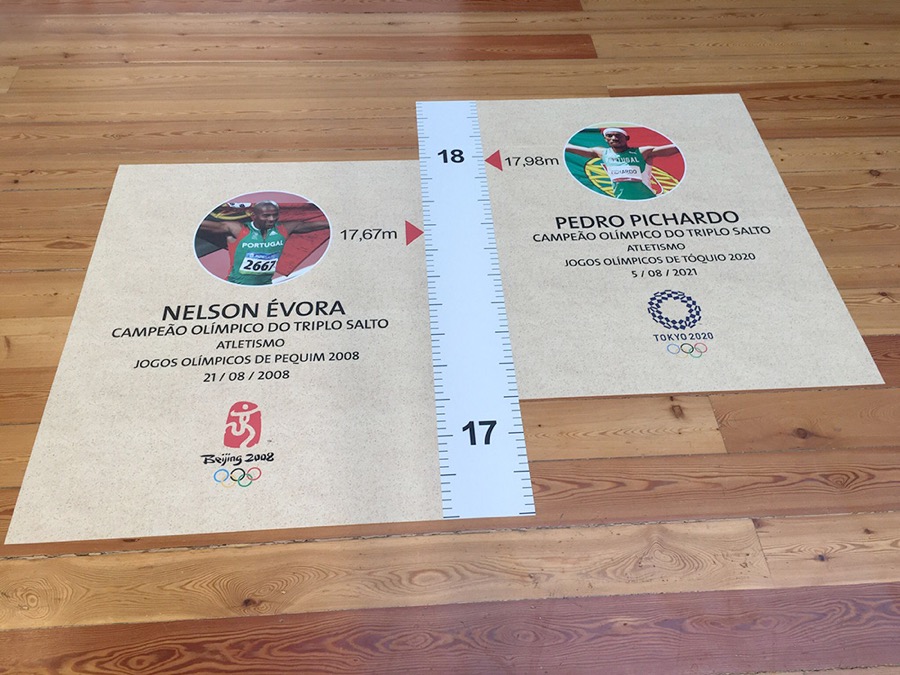 PORTUGAL
2667
17,67m
NELSON ÉVORA
CAMPEÃO OLÍMPICO DO TRIPLO SALTO
ATLETISMO
JOGOS OLÍMPICOS DE PEQUIM 2008
21 / 08 / 2008
Beijing 2008
18
17
17,98m
PICHARDO
PEDRO PICHARDO
CAMPEÃO OLÍMPICO DO TRIPLO SALTO
ATLETISMO
JOGOS OLÍMPICOS DE TÓQUIO 2020
5 / 08 / 2021
TOKYO 2020